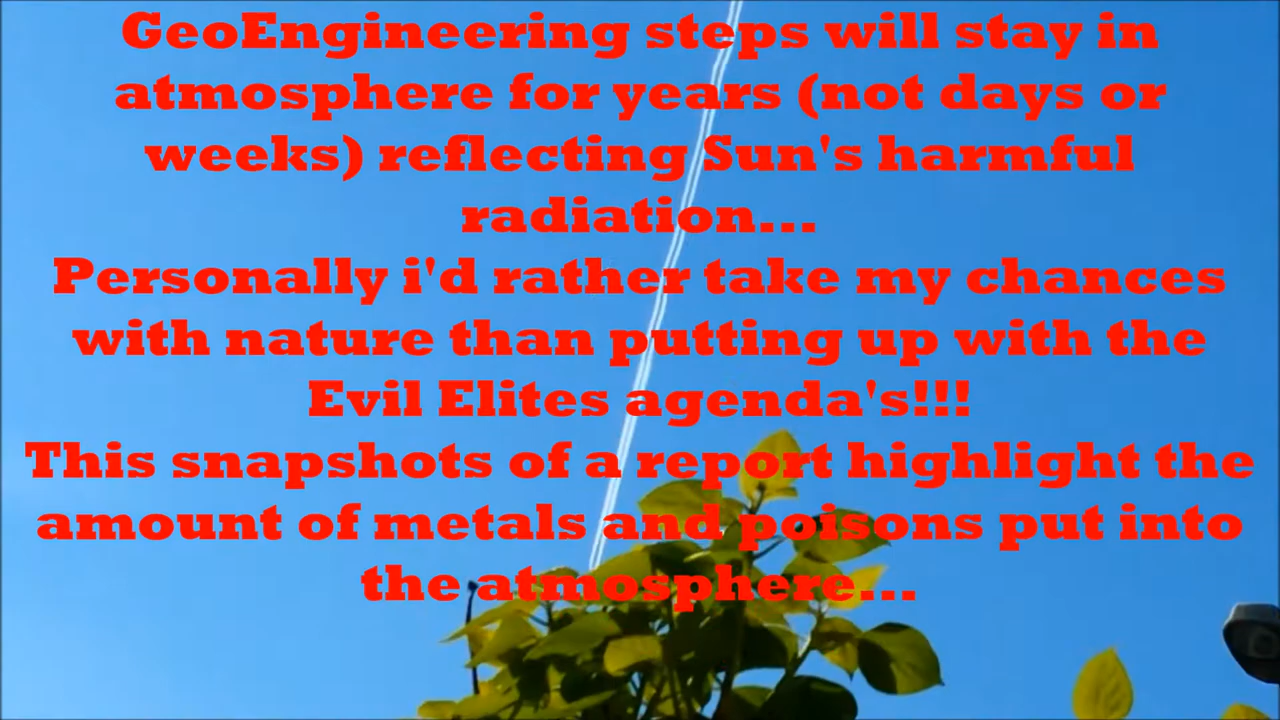 GeoEngineering steps will stay in
atmosphere for years (not days or
weeks) reflecting Sun's harmful
radiation...
Personally i'd rather take my chances
with nature than putting up with the
Evil Elites agenda's!!!
This snapshots of a report highlight the
amount of metals and poisons put into
the atmosphere...